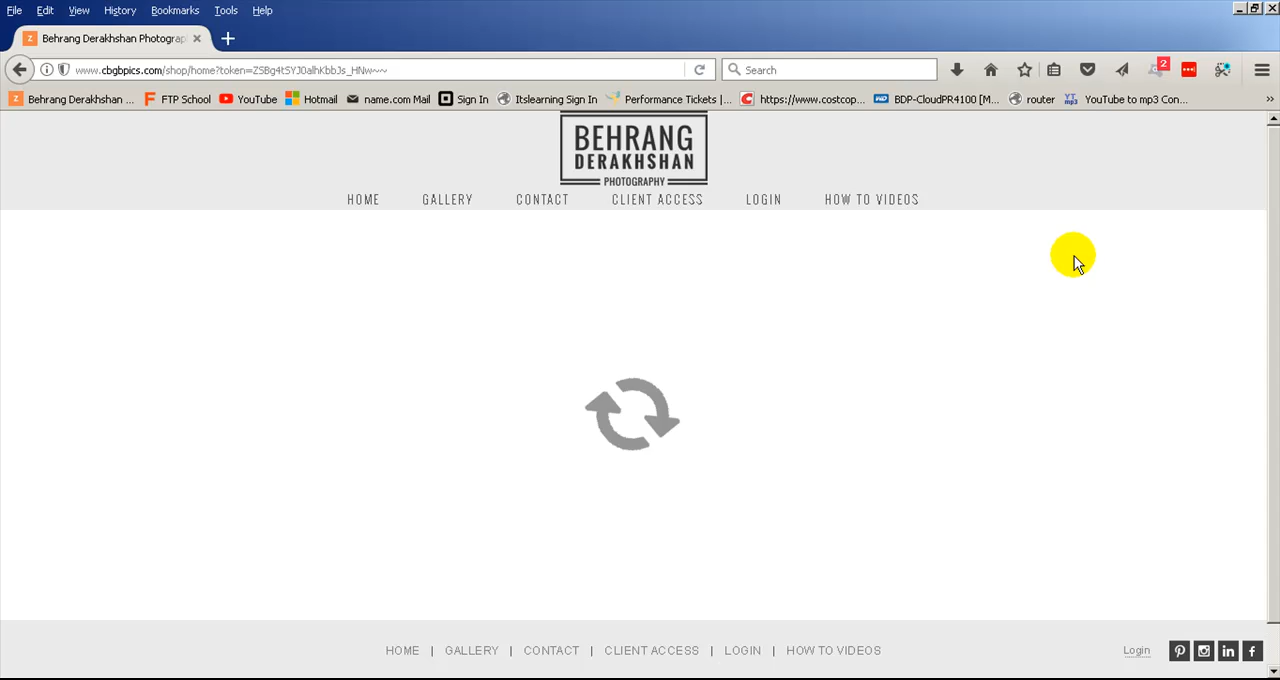 File Edit View History Bookmarks Tools Help
Behrang Derakhshan Photograp
www.cbgbpics.com/shop/home?token=
Search
2
Behrang Derakhshan ... FTP School YouTube Hotmail name.com Mail Sign In Itslearning Sign In Performance Tickets |... https://www.costcop... BDP-CloudPR4100 [M... router YouTube to mp3 Con...
BEHRANG
DERAKHSHAN
PHOTOGRAPHY
HOME GALLERY CONTACT CLIENT ACCESS LOGIN HOW TO VIDEOS
HOME | GALLERY | CONTACT | CLIENT ACCESS | LOGIN | HOW TO VIDEOS
Login